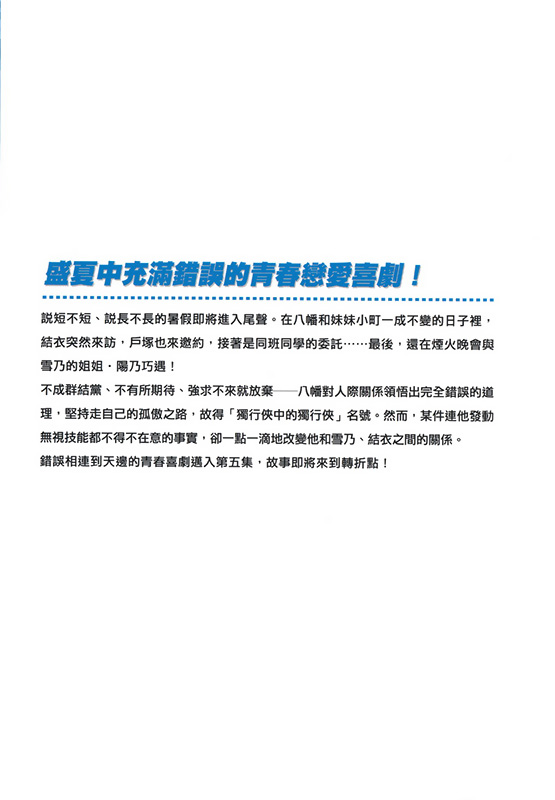 盛夏中充滿錯誤的青春戀愛喜劇！
說短不短、說長不長的暑假即將進入尾聲。在八幡和妹妹小町一成不變的日子裡，
結衣突然來訪，戶塚也來邀約，接著是同班同學的委託⋯⋯最後，還在煙火晚會與
雪乃的姐姐・陽乃巧遇！
不成群結黨、不有所期待、強求不來就放棄──八幡對人際關係領悟出完全錯誤的道
理，堅持走自己的孤傲之路，故得「獨行俠中的獨行俠」名號。然而，某件連他發動
無視技能都不得不在意的事實，卻一點一滴地改變他和雪乃、結衣之間的關係。
錯誤相連到天邊的青春喜劇邁入第五集，故事即將來到轉折點！